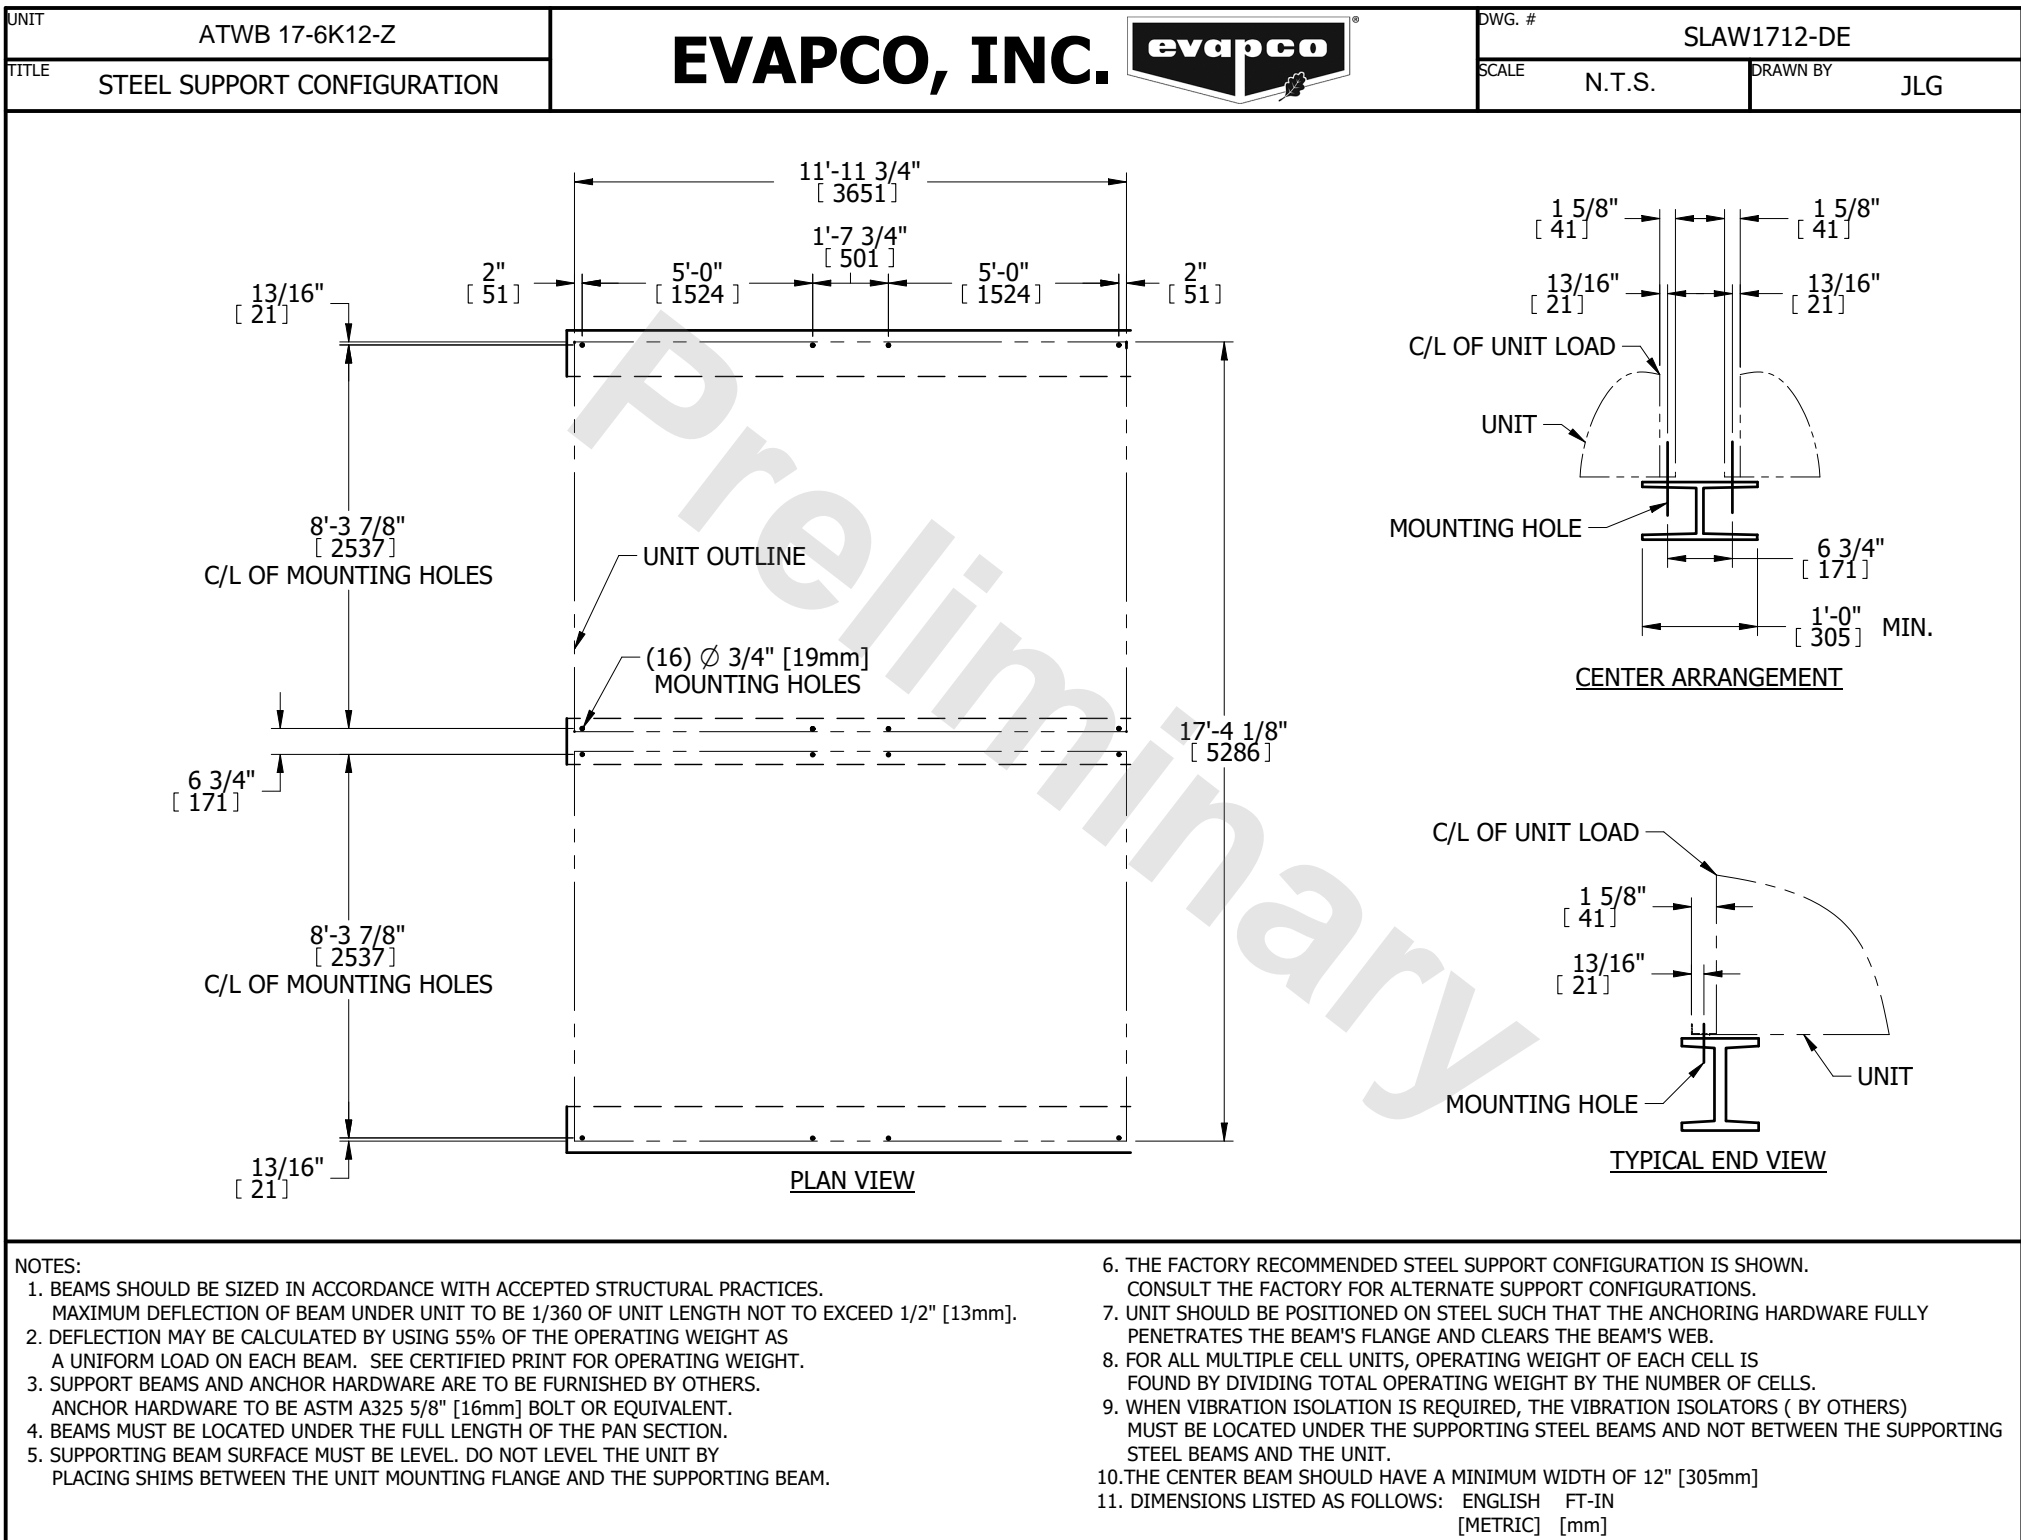 UNIT
ATWB 17-6K12-Z
TITLE
STEEL SUPPORT CONFIGURATION
EVAPCO, INC.
evapco
®
DWG. #
SLAW1712-DE
SCALE
N.T.S.
DRAWN BY
JLG
11'-11 3/4"
[ 3651]
1'-7 3/4"
[ 501 ]
2"
[ 51]
5'-0"
[ 1524 ]
5'-0"
[ 1524]
2"
[ 51]
13/16"
[ 21]
8'-3 7/8"
[ 2537]
C/L OF MOUNTING HOLES
UNIT OUTLINE
(16) ∅ 3/4" [19mm]
MOUNTING HOLES
6 3/4"
[ 171]
17'-4 1/8"
[ 5286]
8'-3 7/8"
[ 2537]
C/L OF MOUNTING HOLES
13/16"
[ 21]
PLAN VIEW
Preliminary
1 5/8"
[ 41]
1 5/8"
[ 41]
13/16"
[ 21]
13/16"
[ 21]
C/L OF UNIT LOAD
UNIT
MOUNTING HOLE
6 3/4"
[ 171]
1'-0"
[ 305]
MIN.
CENTER ARRANGEMENT
C/L OF UNIT LOAD
1 5/8"
[ 41]
13/16"
[ 21]
UNIT
MOUNTING HOLE
TYPICAL END VIEW
NOTES:
1. BEAMS SHOULD BE SIZED IN ACCORDANCE WITH ACCEPTED STRUCTURAL PRACTICES.
MAXIMUM DEFLECTION OF BEAM UNDER UNIT TO BE 1/360 OF UNIT LENGTH NOT TO EXCEED 1/2" [13mm].
2. DEFLECTION MAY BE CALCULATED BY USING 55% OF THE OPERATING WEIGHT AS
A UNIFORM LOAD ON EACH BEAM. SEE CERTIFIED PRINT FOR OPERATING WEIGHT.
3. SUPPORT BEAMS AND ANCHOR HARDWARE ARE TO BE FURNISHED BY OTHERS.
ANCHOR HARDWARE TO BE ASTM A325 5/8" [16mm] BOLT OR EQUIVALENT.
4. BEAMS MUST BE LOCATED UNDER THE FULL LENGTH OF THE PAN SECTION.
5. SUPPORTING BEAM SURFACE MUST BE LEVEL. DO NOT LEVEL THE UNIT BY
PLACING SHIMS BETWEEN THE UNIT MOUNTING FLANGE AND THE SUPPORTING BEAM.
6. THE FACTORY RECOMMENDED STEEL SUPPORT CONFIGURATION IS SHOWN.
CONSULT THE FACTORY FOR ALTERNATE SUPPORT CONFIGURATIONS.
7. UNIT SHOULD BE POSITIONED ON STEEL SUCH THAT THE ANCHORING HARDWARE FULLY
PENETRATES THE BEAM'S FLANGE AND CLEARS THE BEAM'S WEB.
8. FOR ALL MULTIPLE CELL UNITS, OPERATING WEIGHT OF EACH CELL IS
FOUND BY DIVIDING TOTAL OPERATING WEIGHT BY THE NUMBER OF CELLS.
9. WHEN VIBRATION ISOLATION IS REQUIRED, THE VIBRATION ISOLATORS ( BY OTHERS)
MUST BE LOCATED UNDER THE SUPPORTING STEEL BEAMS AND NOT BETWEEN THE SUPPORTING
STEEL BEAMS AND THE UNIT.
10.THE CENTER BEAM SHOULD HAVE A MINIMUM WIDTH OF 12" [305mm]
11. DIMENSIONS LISTED AS FOLLOWS: ENGLISH FT-IN
[METRIC] [mm]